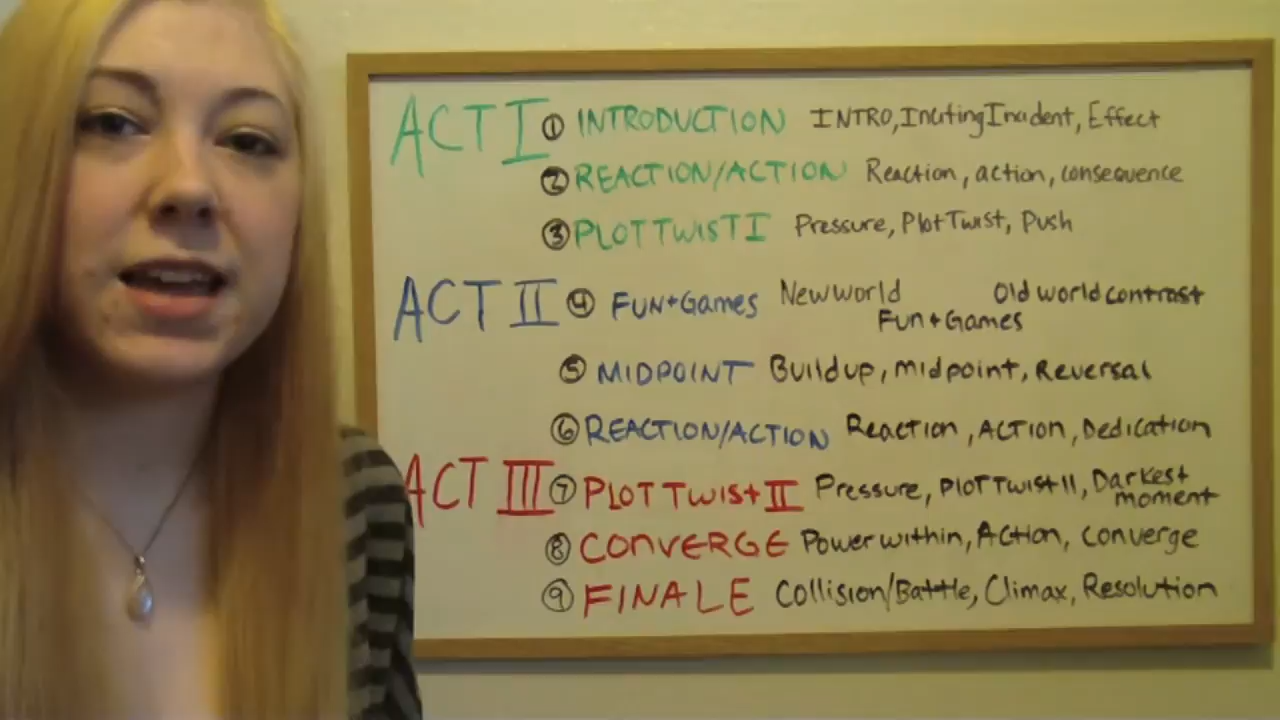 ACT I ① INTRODUCTION INTRO, Inciting Incident, Effect
② REACTION/ACTION Reaction, action, consequence
③ PLOT TWIST I Pressure, Plot Twist, Push
ACT II ④ FUN+GAMES New world Old world contrast
Fun+Games
⑤ MIDPOINT Buildup, midpoint, Reversal
⑥ REACTION/ACTION Reaction, ACTION, Dedication
ACT III ⑦ PLOT TWIST II Pressure, PLOT TWIST II, Darkest
moment
⑧ CONVERGE Power within, Action, converge
⑨ FINALE Collision/Battle, Climax, Resolution